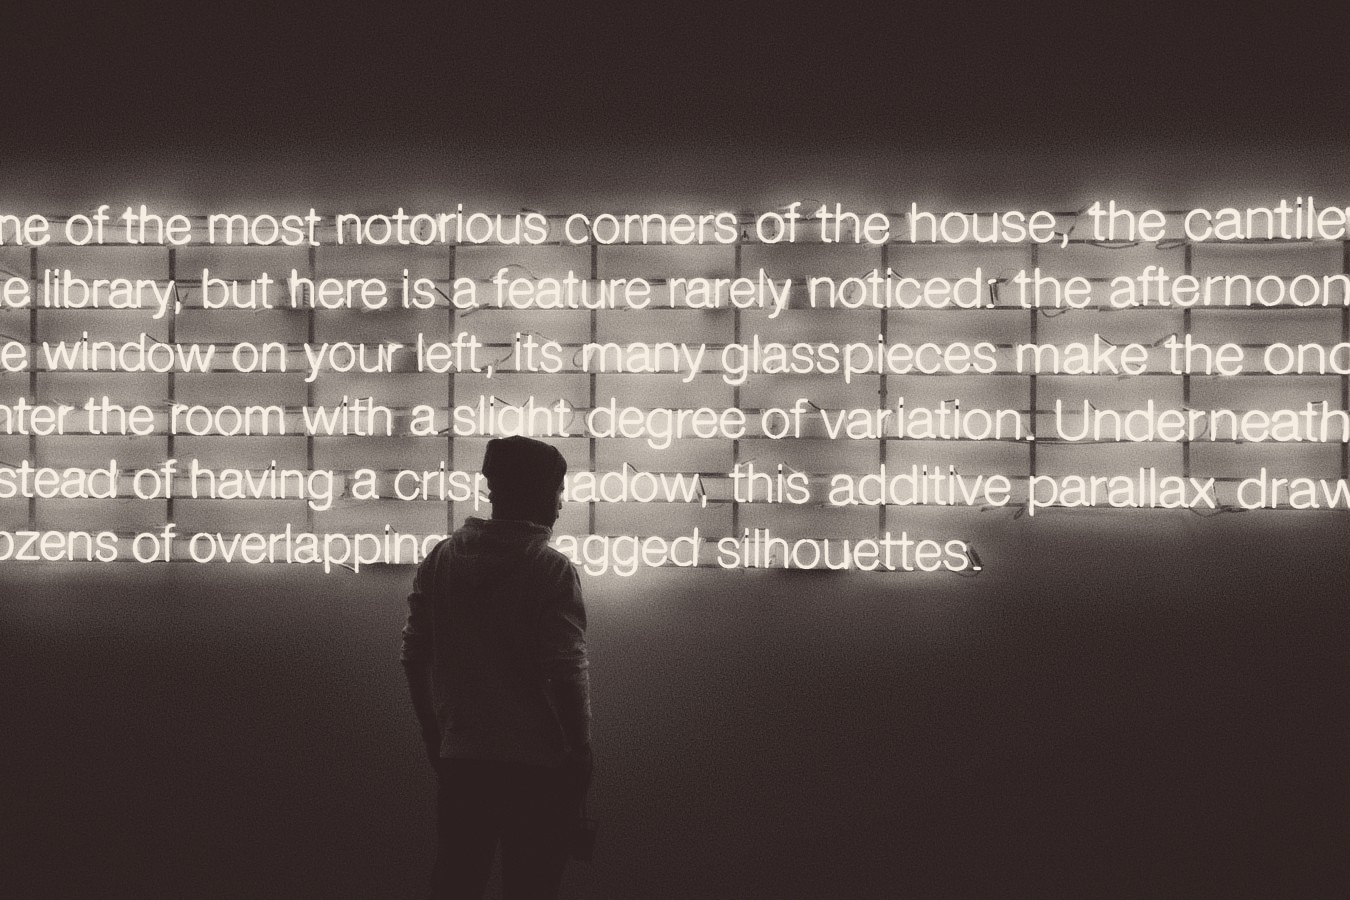 ne of the most notorious corners of the house, the cantile
e library, but here is a feature rarely noticed: the afternoon
e window on your left, its many glasspieces make the onc
nter the room with a slight degree of variation. Underneath
stead of having a crisp hadow, this additive parallax draw
ozens of overlapping agged silhouettes.